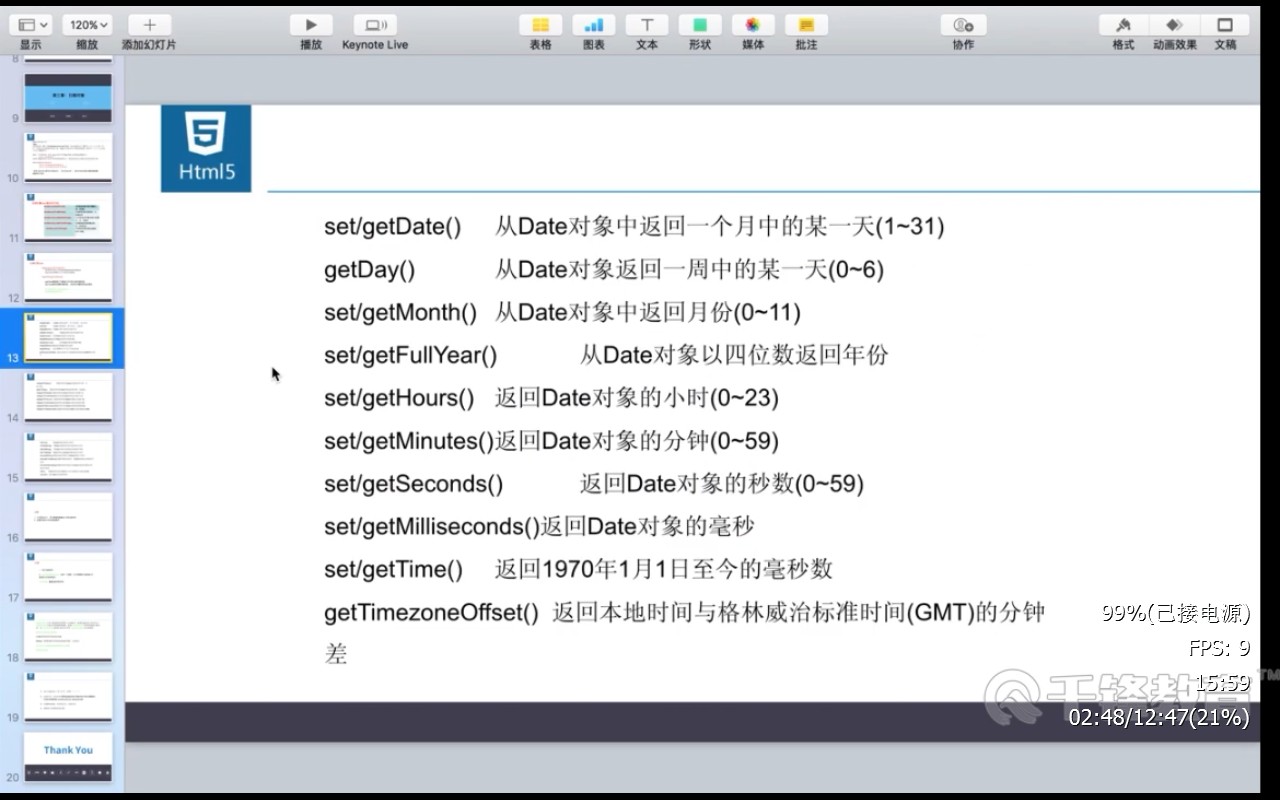 120%
显示
缩放
添加幻灯片
播放
Keynote Live
表格
图表
文本
形状
媒体
批注
协作
格式
动画效果
文稿
8
9
10
11
12
13
14
15
16
17
18
19
Thank You
20
Html5
set/getDate() 从Date对象中返回一个月中的某一天(1~31)
getDay() 从Date对象返回一周中的某一天(0~6)
set/getMonth() 从Date对象中返回月份(0~11)
set/getFullYear() 从Date对象以四位数返回年份
set/getHours() 返回Date对象的小时(0~23)
set/getMinutes()返回Date对象的分钟(0~59)
set/getSeconds() 返回Date对象的秒数(0~59)
set/getMilliseconds()返回Date对象的毫秒
set/getTime() 返回1970年1月1日至今的毫秒数
getTimezoneOffset() 返回本地时间与格林威治标准时间(GMT)的分钟
差
99%(已接电源)
FPS: 9
15:59
千锋教育TM
02:48/12:47(21%)